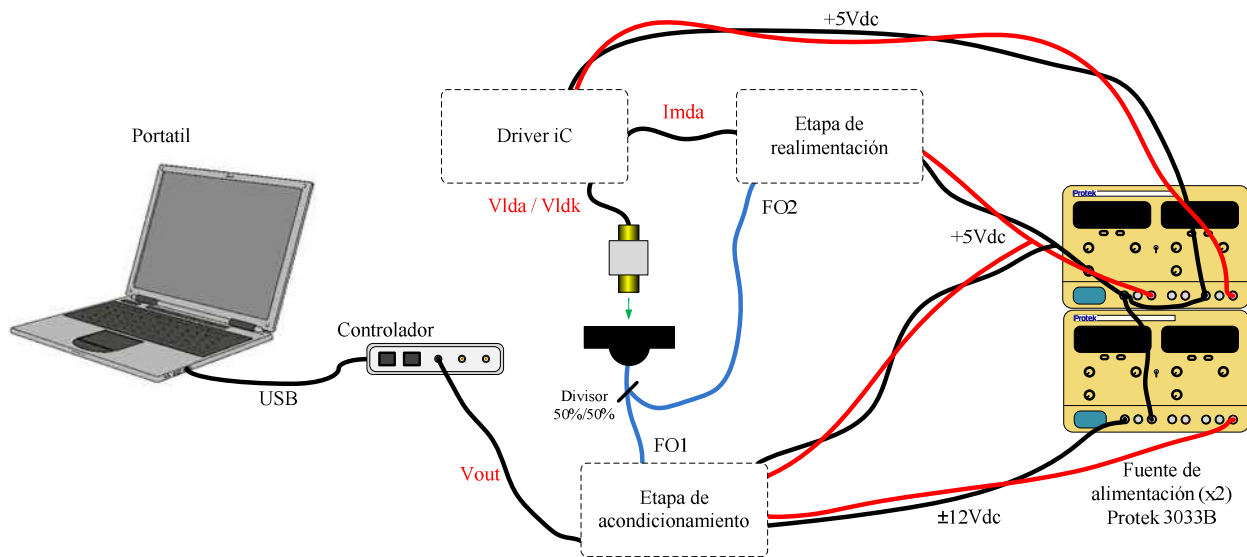 +5Vdc
Imda
Driver iC
Etapa de
realimentación
Portatil
Vlda / Vldk
FO2
Protek
+5Vdc
Controlador
Protek
USB
Divisor
50%/50%
FO1
Vout
Etapa de
acondicionamiento
±12Vdc
Fuente de
alimentación (x2)
Protek 3033B